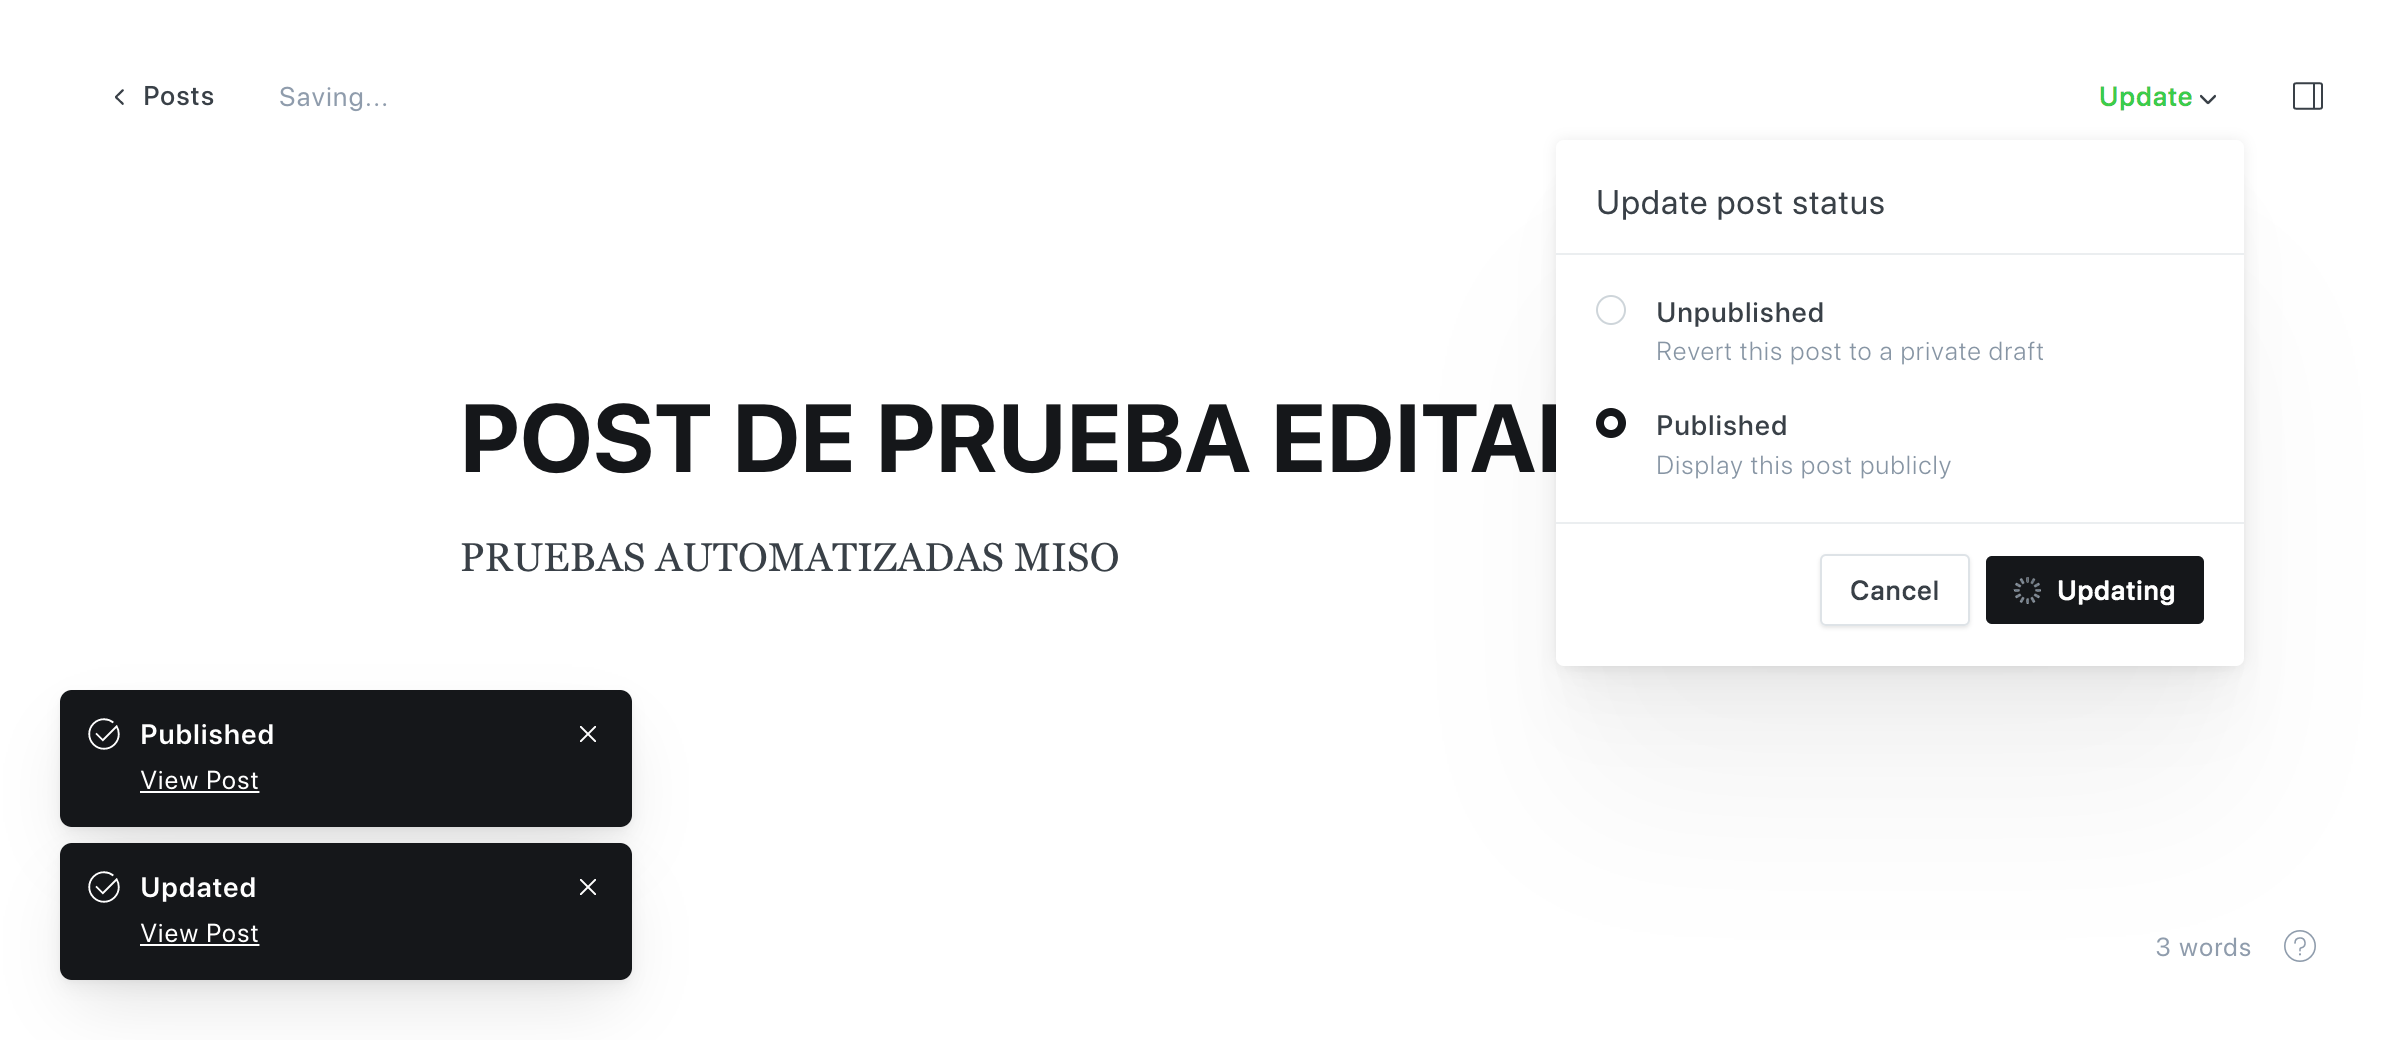 Posts
Saving...
Update
Update post status
Unpublished
Revert this post to a private draft
Published
Display this post publicly
Cancel
Updating
POST DE PRUEBA
PRUEBAS AUTOMATIZADAS MISO
Published
View Post
Updated
View Post
3 words
?